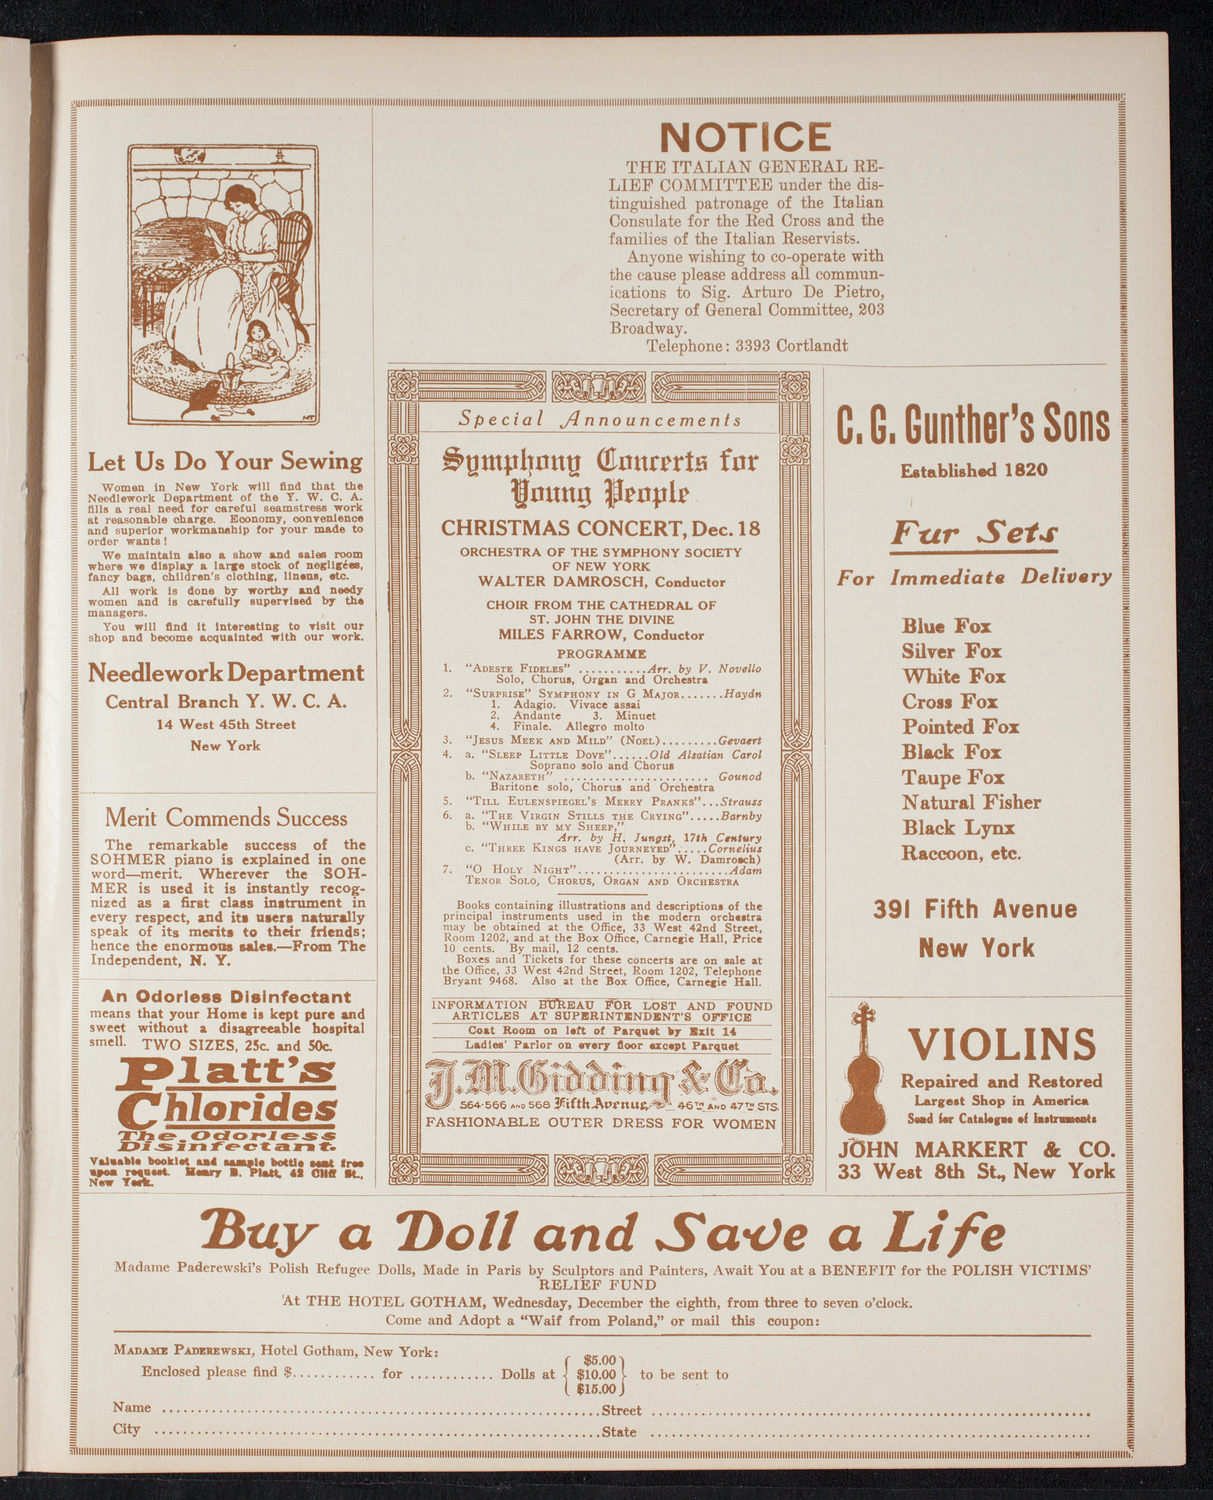 NOTICE
THE ITALIAN GENERAL RE-
LIEF COMMITTEE under the dis-
tinguished patronage of the Italian
Consulate for the Red Cross and the
families of the Italian Reservists.
Anyone wishing to co-operate with
the cause please address all commun-
ications to Sig. Arturo De Pietro,
Secretary of General Committee, 203
Broadway.
Telephone: 3393 Cortlandt
Let Us Do Your Sewing
Women in New York will find that the
Needlework Department of the Y. W. C. A.
fills a real need for careful seamstress work
at reasonable charge. Economy, convenience
and superior workmanship for your made to
order wants!
We maintain also a show and sales room
where we display a large stock of negligées,
fancy bags, children's clothing, linens, etc.
All work is done by worthy and needy
women and is carefully supervised by the
managers.
You will find it interesting to visit our
shop and become acquainted with our work.
Needlework Department
Central Branch Y. W. C. A.
14 West 45th Street
New York
Merit Commends Success
The remarkable success of the
SOHMER piano is explained in one
word—merit. Wherever the SOH-
MER is used it is instantly recog-
nized as a first class instrument in
every respect, and its users naturally
speak of its merits to their friends;
hence the enormous sales.—From The
Independent, N. Y.
An Odorless Disinfectant
means that your Home is kept pure and
sweet without a disagreeable hospital
smell. TWO SIZES, 25c. and 50c.
Platt's
Chlorides
The Odorless
Disinfectant.
Valuable booklet and sample bottle sent free
upon request. Henry B. Platt, 42 Cliff St.,
New York.
Special Announcements
Symphony Concerts for
Young People
CHRISTMAS CONCERT, Dec. 18
ORCHESTRA OF THE SYMPHONY SOCIETY
OF NEW YORK
WALTER DAMROSCH, Conductor
CHOIR FROM THE CATHEDRAL OF
ST. JOHN THE DIVINE
MILES FARROW, Conductor
PROGRAMME
1. "ADESTE FIDELES" ...........Arr. by V. Novello
Solo, Chorus, Organ and Orchestra
2. "SURPRISE" SYMPHONY IN G MAJOR.......Haydn
1. Adagio. Vivace assai
2. Andante 3. Minuet
4. Finale. Allegro molto
3. "JESUS MEEK AND MILD" (NOEL).........Gevaert
4. a. "SLEEP LITTLE DOVE"......Old Alsatian Carol
Soprano solo and Chorus
b. "NAZARETH" ....................... Gounod
Baritone solo, Chorus and Orchestra
5. "TILL EULENSPIEGEL'S MERRY PRANKS"...Strauss
6. a. "THE VIRGIN STILLS THE CRYING".....Barnby
b. "WHILE BY MY SHEEP,"
Arr. by H. Jungst, 17th Century
c. "THREE KINGS HAVE JOURNEYED".....Cornelius
(Arr. by W. Damrosch)
7. "O HOLY NIGHT"........................Adam
TENOR SOLO, CHORUS, ORGAN AND ORCHESTRA
Books containing illustrations and descriptions of the
principal instruments used in the modern orchestra
may be obtained at the Office, 33 West 42nd Street,
Room 1202, and at the Box Office, Carnegie Hall, Price
10 cents. By mail, 12 cents.
Boxes and Tickets for these concerts are on sale at
the Office, 33 West 42nd Street, Room 1202, Telephone
Bryant 9468. Also at the Box Office, Carnegie Hall.
INFORMATION BUREAU FOR LOST AND FOUND
ARTICLES AT SUPERINTENDENT'S OFFICE
Coat Room on left of Parquet by Exit 14
Ladies' Parlor on every floor except Parquet
J.M. Gidding & Co.
564-566 AND 568 Fifth Avenue, 46TH AND 47TH STS.
FASHIONABLE OUTER DRESS FOR WOMEN
C. G. Gunther's Sons
Established 1820
Fur Sets
For Immediate Delivery
Blue Fox
Silver Fox
White Fox
Cross Fox
Pointed Fox
Black Fox
Taupe Fox
Natural Fisher
Black Lynx
Raccoon, etc.
391 Fifth Avenue
New York
VIOLINS
Repaired and Restored
Largest Shop in America
Send for Catalogue of Instruments
JOHN MARKERT & CO.
33 West 8th St., New York
Buy a Doll and Save a Life
Madame Paderewski's Polish Refugee Dolls, Made in Paris by Sculptors and Painters, Await You at a BENEFIT for the POLISH VICTIMS'
RELIEF FUND
At THE HOTEL GOTHAM, Wednesday, December the eighth, from three to seven o'clock.
Come and Adopt a "Waif from Poland," or mail this coupon:
MADAME PADEREWSKI, Hotel Gotham, New York:
Enclosed please find $............ for ............ Dolls at { $5.00 $10.00 $15.00 } to be sent to
Name ............................ Street ............................
City ............................ State ............................